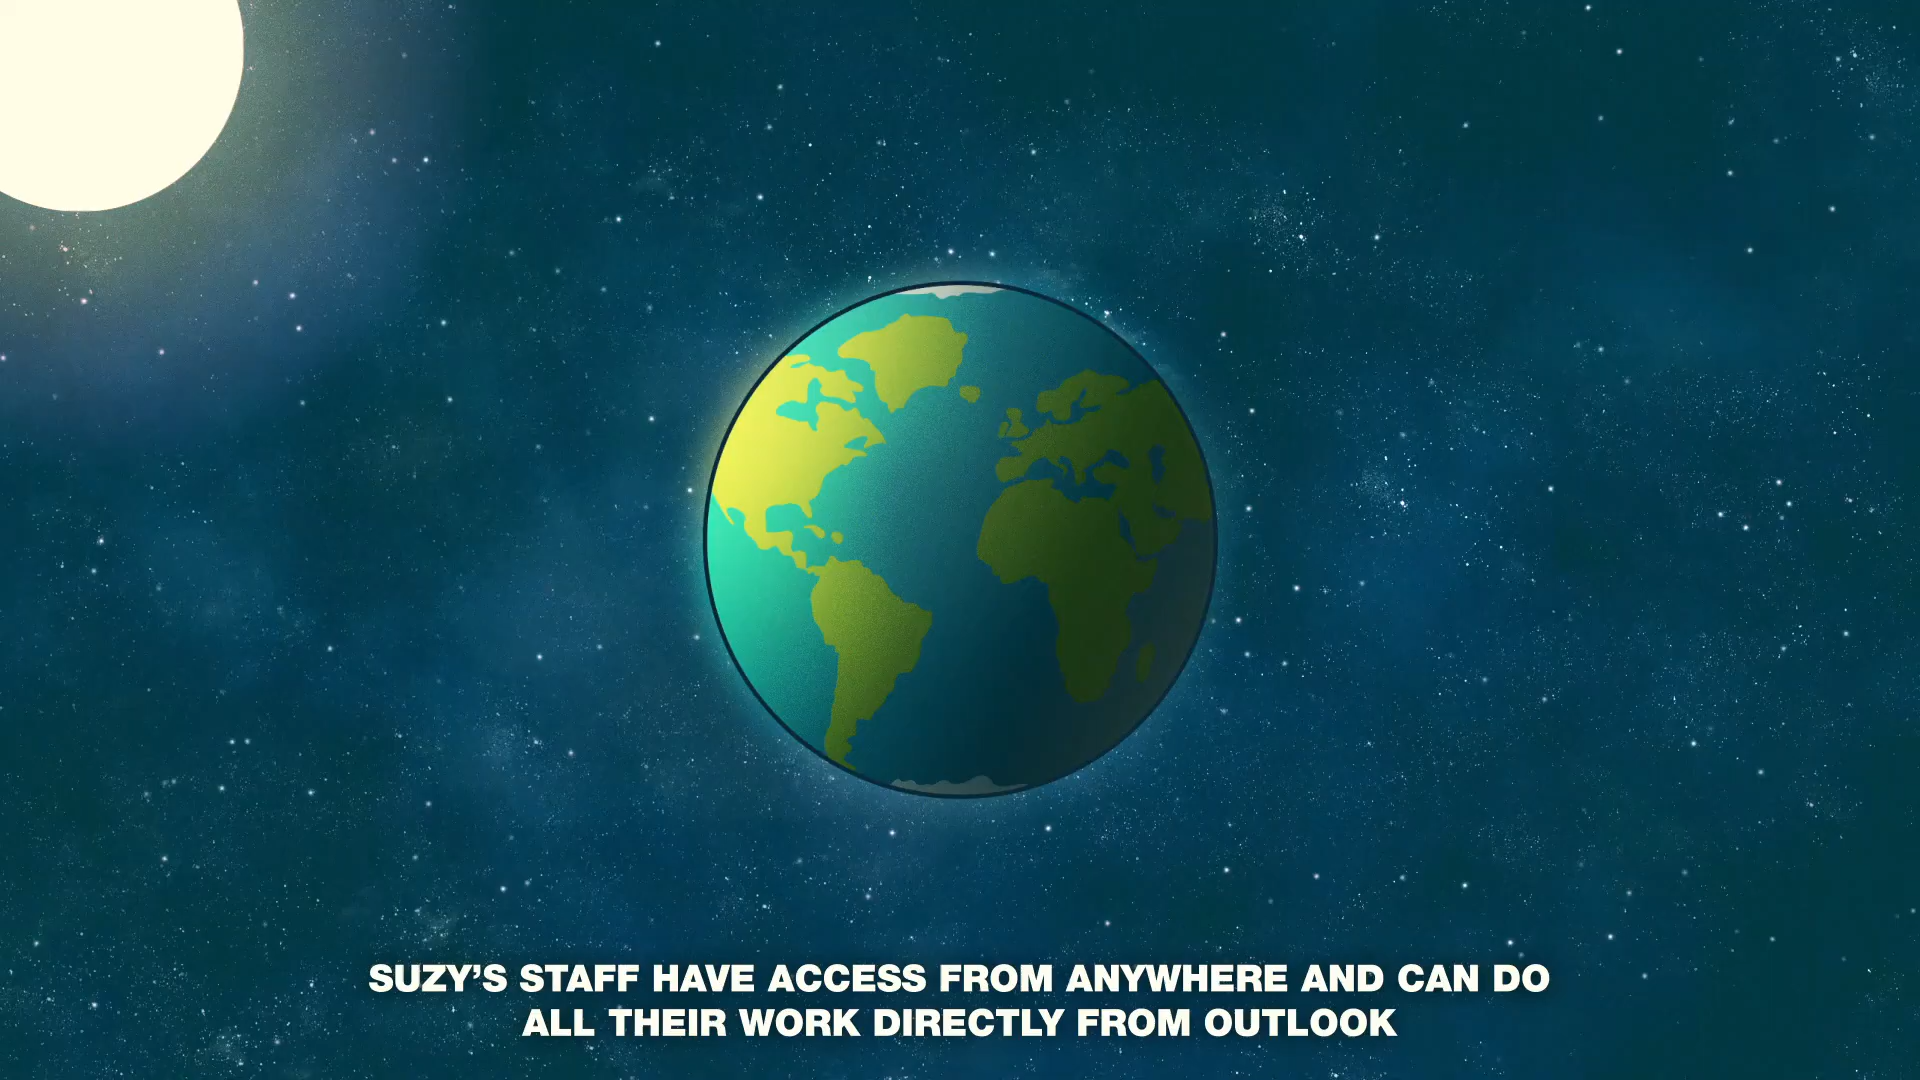 SUZY’S STAFF HAVE ACCESS FROM ANYWHERE AND CAN DO
ALL THEIR WORK DIRECTLY FROM OUTLOOK